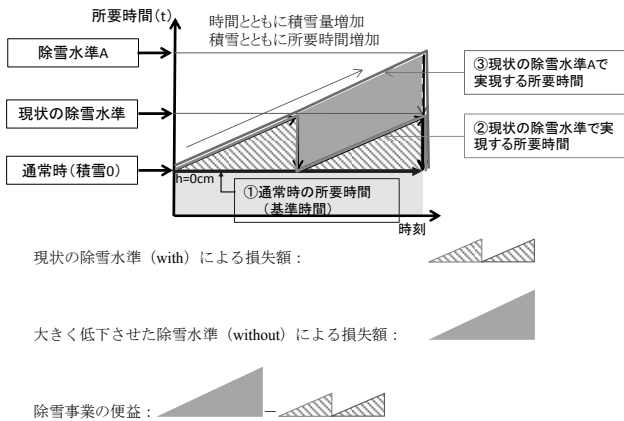 所要時間(t)
時間とともに積雪量増加
積雪とともに所要時間増加
除雪水準A
③現状の除雪水準Aで
実現する所要時間
現状の除雪水準
②現状の除雪水準で実
現する所要時間
通常時(積雪0)
h=0cm
①通常時の所要時間
(基準時間)
時刻
現状の除雪水準(with)による損失額:
大きく低下させた除雪水準(without)による損失額:
除雪事業の便益: −